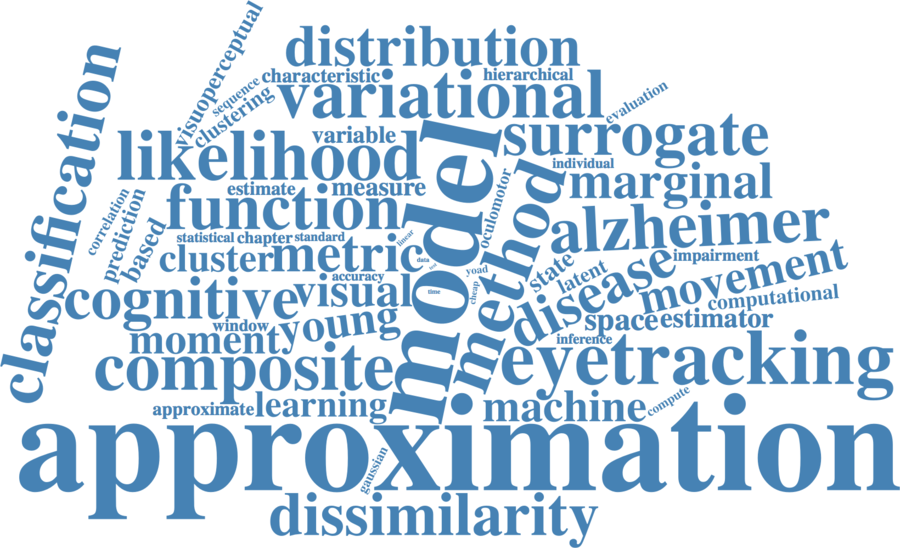 distribution
visuoperceptual
characteristic
hierarchical
sequence
variational
classification
clustering
evaluation
model
surrogate
likelihood
variable
individual
method
marginal
estimate
measure
oculomotor
correlation
prediction
function
alzheimer
based
statistical
chapter
standard
linear
cluster
metric
data
impairment
disease
state
latent
yoad
accuracy
movement
cognitive
visual
time
cheap
computational
window
young
space
estimator
moment
inference
composite
eyetracking
approximate
learning
machine
compute
approximation
gaussian
dissimilarity